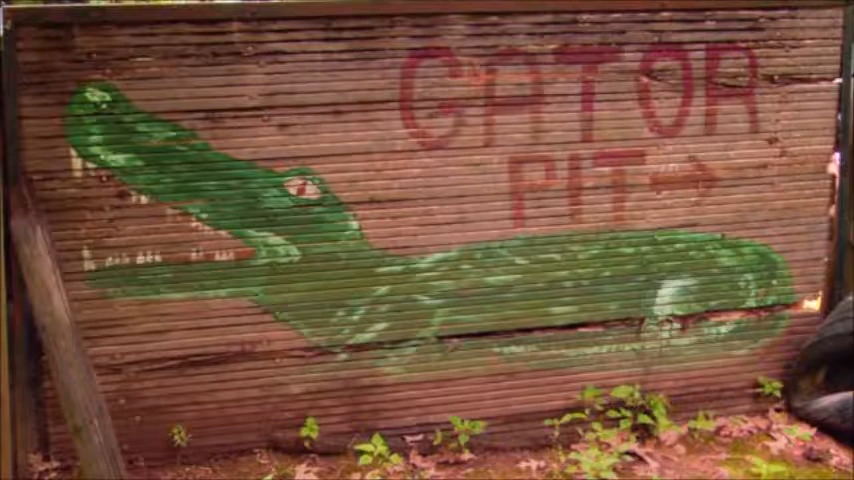 GATOR
PIT →